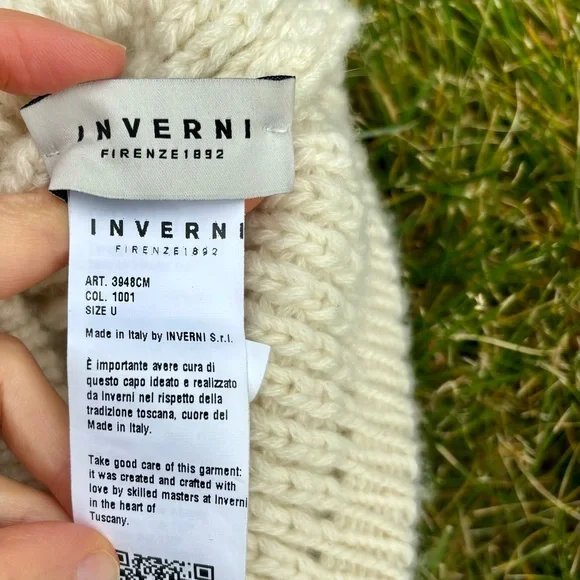 INVERNI
FIRENZE1892
INVERNI
FIRENZE1892
ART. 3948CM
COL. 1001
SIZE U
Made in Italy by INVERNI S.r.l.
È importante avere cura di
questo capo ideato e realizzato
da Inverni nel rispetto della
tradizione toscana, cuore del
Made in Italy.
Take good care of this garment:
it was created and crafted with
love by skilled masters at Inverni
in the heart of
Tuscany.